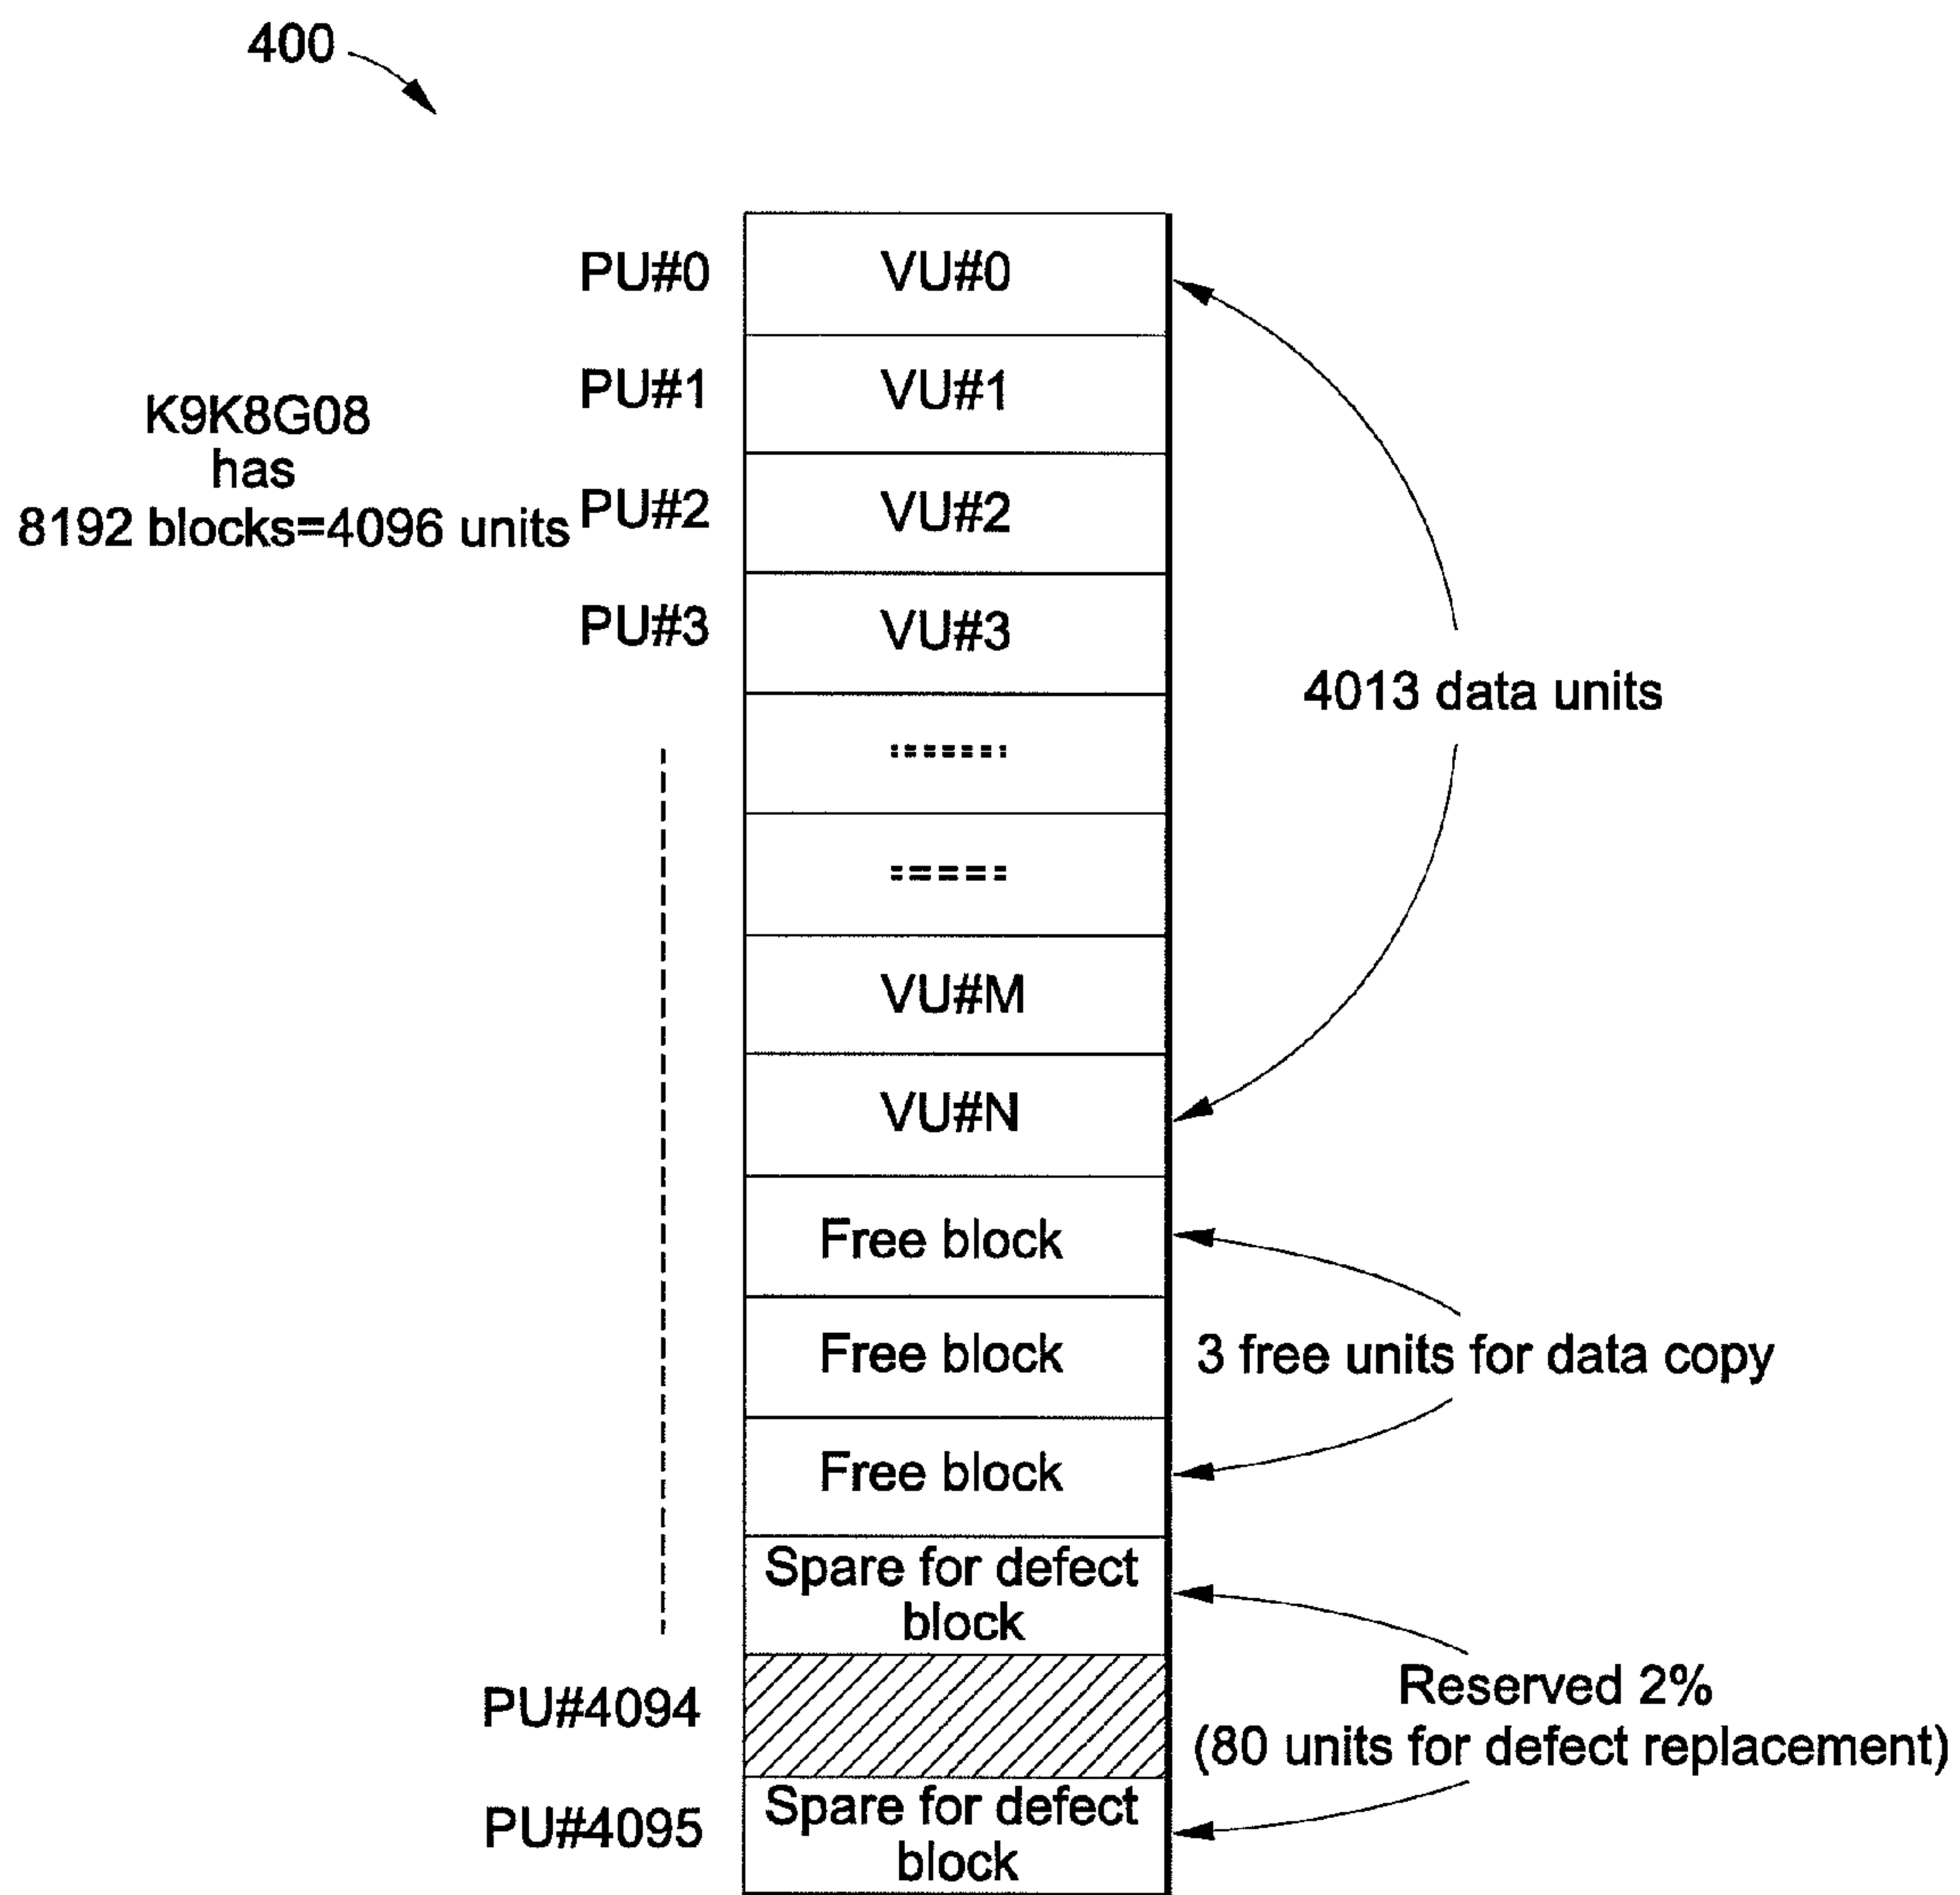 400
PU#0
VU#0
PU#1
VU#1
K9K8G08
has
8192 blocks=4096 units
PU#2
VU#2
PU#3
VU#3
4013 data units
VU#M
VU#N
Free block
Free block
3 free units for data copy
Free block
Spare for defect
block
PU#4094
Reserved 2%
(80 units for defect replacement)
PU#4095
Spare for defect
block